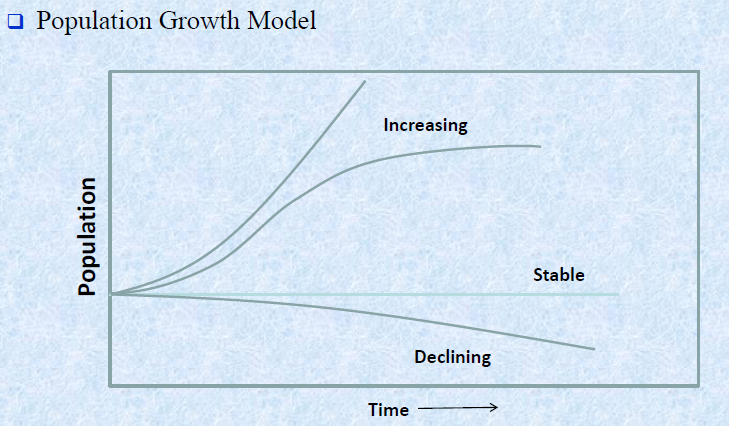 ❑ Population Growth Model
Increasing
Population
Stable
Declining
Time